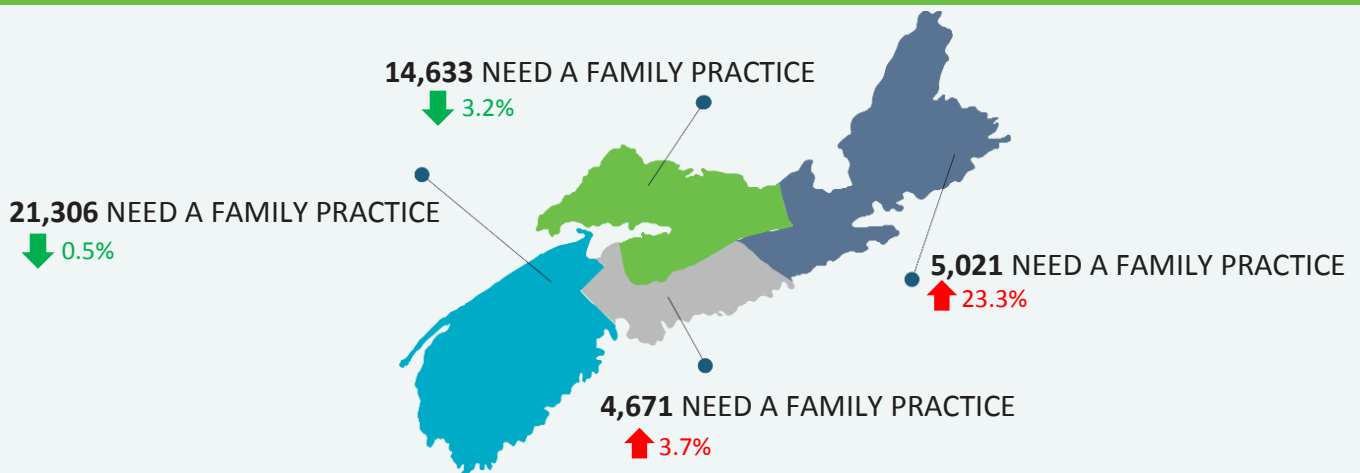 14,633 NEED A FAMILY PRACTICE
3.2%
21,306 NEED A FAMILY PRACTICE
0.5%
5,021 NEED A FAMILY PRACTICE
23.3%
4,671 NEED A FAMILY PRACTICE
3.7%